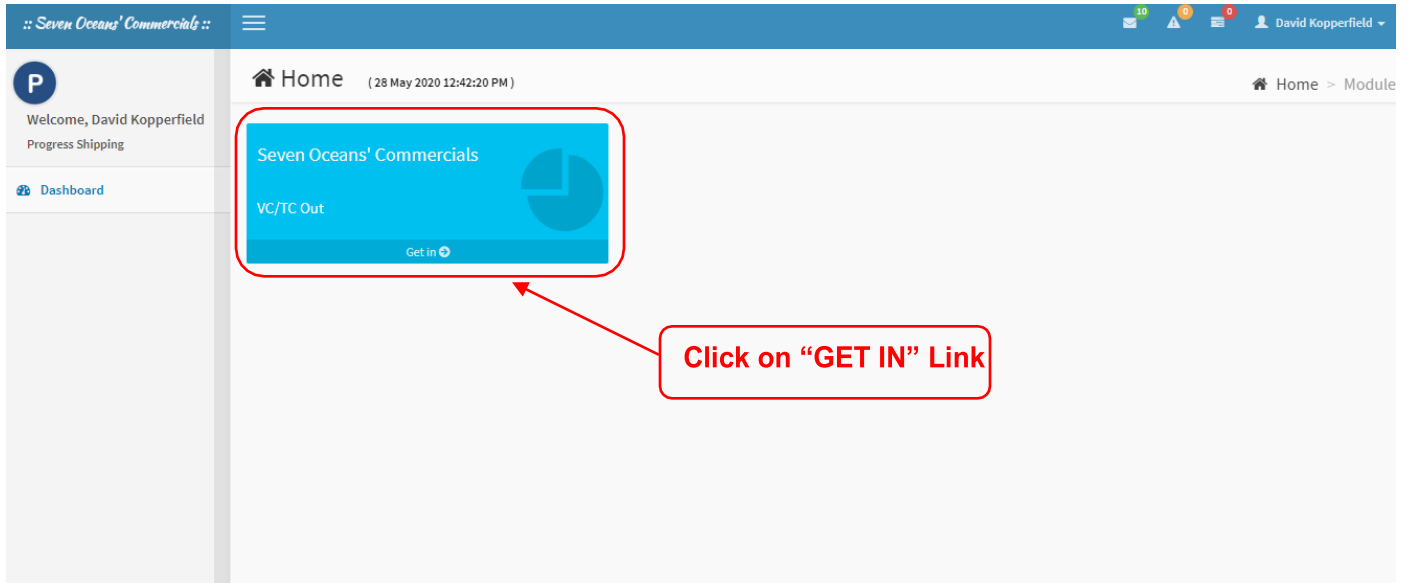 :: Seven Oceans' Commercials ::
10
0
0
David Kopperfield
P
Welcome, David Kopperfield
Progress Shipping
Dashboard
Home ( 28 May 2020 12:42:20 PM )
Home > Module
Seven Oceans' Commercials
VC/TC Out
Get in
Click on “GET IN” Link